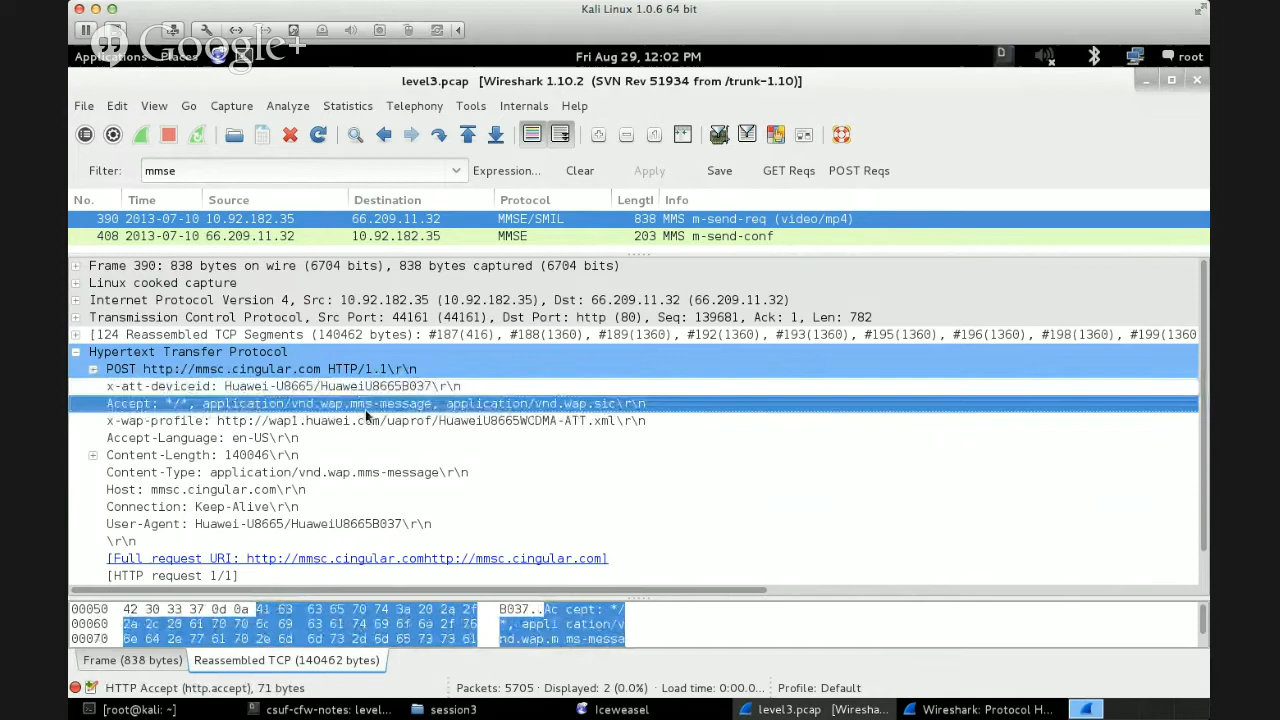 Kali Linux 1.0.6 64 bit
Google+
Applications Places Fri Aug 29, 12:02 PM root
level3.pcap [Wireshark 1.10.2 (SVN Rev 51934 from /trunk-1.10)]
File Edit View Go Capture Analyze Statistics Telephony Tools Internals Help
Filter: mmse Expression... Clear Apply Save GET Reqs POST Reqs
No. Time Source Destination Protocol Lengtl Info
390 2013-07-10 10.92.182.35 66.209.11.32 MMSE/SMIL 838 MMS m-send-req (video/mp4)
408 2013-07-10 66.209.11.32 10.92.182.35 MMSE 203 MMS m-send-conf
Frame 390: 838 bytes on wire (6704 bits), 838 bytes captured (6704 bits)
Linux cooked capture
Internet Protocol Version 4, Src: 10.92.182.35 (10.92.182.35), Dst: 66.209.11.32 (66.209.11.32)
Transmission Control Protocol, Src Port: 44161 (44161), Dst Port: http (80), Seq: 139681, Ack: 1, Len: 782
[124 Reassembled TCP Segments (140462 bytes): #187(416), #188(1360), #189(1360), #192(1360), #193(1360), #195(1360), #196(1360), #198(1360), #199(1360)
Hypertext Transfer Protocol
POST http://mmsc.cingular.com HTTP/1.1\r\n
x-att-deviceid: Huawei-U8665/HuaweiU8665B037\r\n
Accept: */*, application/vnd.wap.mms-message, application/vnd.wap.sic\r\n
x-wap-profile: http://wap1.huawei.com/uaprof/HuaweiU8665WCDMA-ATT.xml\r\n
Accept-Language: en-US\r\n
Content-Length: 140046\r\n
Content-Type: application/vnd.wap.mms-message\r\n
Host: mmsc.cingular.com\r\n
Connection: Keep-Alive\r\n
User-Agent: Huawei-U8665/HuaweiU8665B037\r\n
\r\n
[Full request URI: http://mmsc.cingular.comhttp://mmsc.cingular.com]
[HTTP request 1/1]
00050 42 30 33 37 0d 0a 41 63 63 65 70 74 3a 20 2a 2f B037..Ac cept: */
00060 2a 2c 20 61 70 70 6c 69 63 61 74 69 6f 6e 2f 76 *, appli cation/v
00070 6e 64 2e 77 61 70 2e 6d 6d 73 2d 6d 65 73 73 61 nd.wap.m ms-messa
Frame (838 bytes) Reassembled TCP (140462 bytes)
HTTP Accept (http.accept), 71 bytes Packets: 5705 · Displayed: 2 (0.0%) · Load time: 0:00.0... Profile: Default
[root@kali: ~] csuf-cfw-notes: level... session3 Iceweasel level3.pcap [Wiresha... Wireshark: Protocol H...